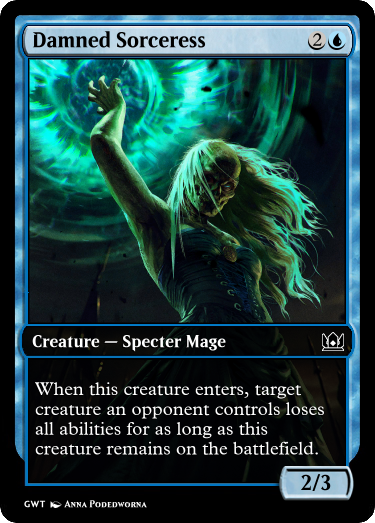 Damned Sorceress 2
Creature — Specter Mage
When this creature enters, target
creature an opponent controls loses
all abilities for as long as this
creature remains on the battlefield.
2/3
GWT Anna Podedworna